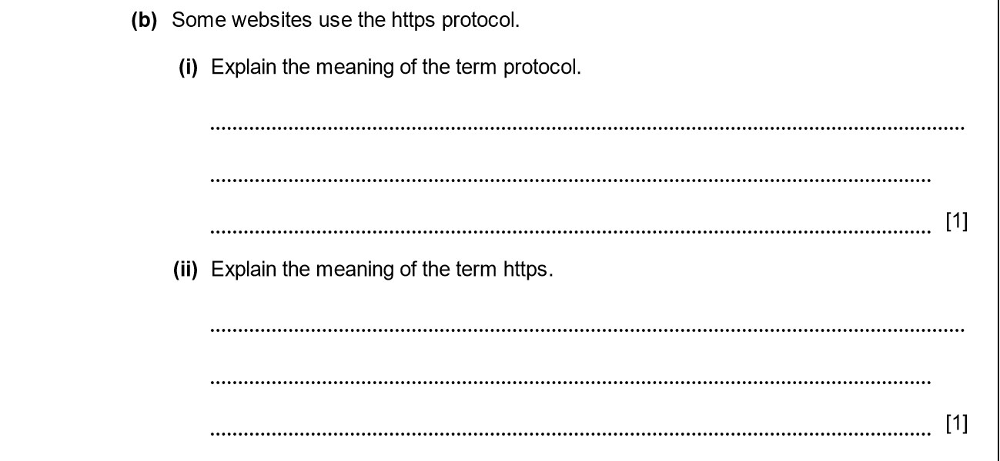 (b) Some websites use the https protocol.
(i) Explain the meaning of the term protocol.
..........................................................................................................................................
....................................................................................................................................
.................................................................................................................................... [1]
(ii) Explain the meaning of the term https.
..........................................................................................................................................
....................................................................................................................................
.................................................................................................................................... [1]